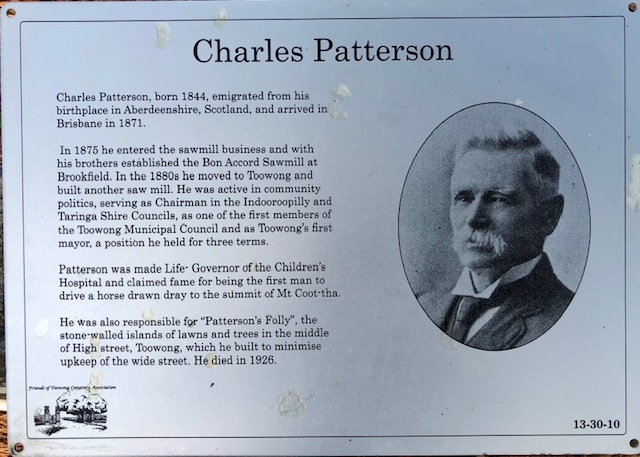 Charles Patterson
Charles Patterson, born 1844, emigrated from his
birthplace in Aberdeenshire, Scotland, and arrived in
Brisbane in 1871.
In 1875 he entered the sawmill business and with
his brothers established the Bon Accord Sawmill at
Brookfield. In the 1880s he moved to Toowong and
built another saw mill. He was active in community
politics, serving as Chairman in the Indooroopilly and
Taringa Shire Councils, as one of the first members of
the Toowong Municipal Council and as Toowong's first
mayor, a position he held for three terms.
Patterson was made Life- Governor of the Children's
Hospital and claimed fame for being the first man to
drive a horse drawn dray to the summit of Mt Coot-tha.
He was also responsible for "Patterson's Folly", the
stone-walled islands of lawns and trees in the middle
of High street, Toowong, which he built to minimise
upkeep of the wide street. He died in 1926.
Friends of Toowong Cemetery Association
13-30-10